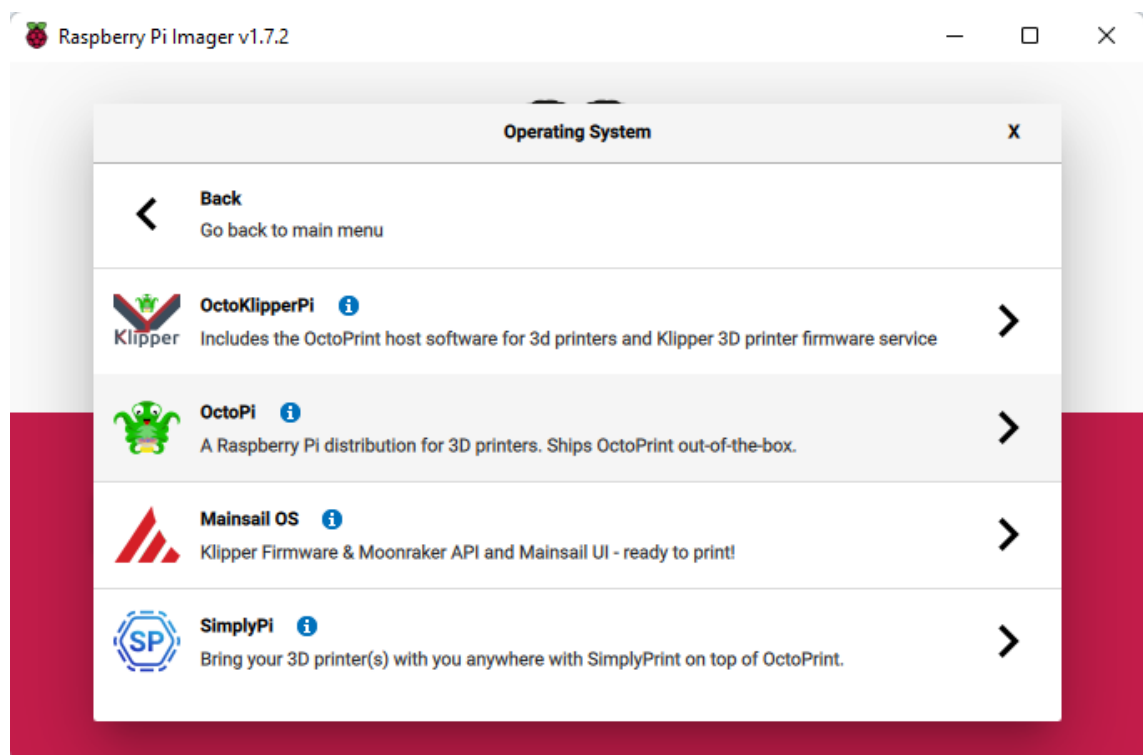 Raspberry Pi Imager v1.7.2
Operating System
X
Back
Go back to main menu
Klipper
OctoKlipperPi
Includes the OctoPrint host software for 3d printers and Klipper 3D printer firmware service
OctoPi
A Raspberry Pi distribution for 3D printers. Ships OctoPrint out-of-the-box.
Mainsail OS
Klipper Firmware & Moonraker API and Mainsail UI - ready to print!
SP
SimplyPi
Bring your 3D printer(s) with you anywhere with SimplyPrint on top of OctoPrint.